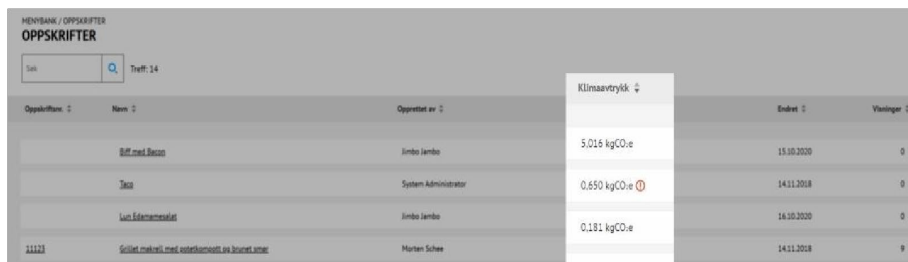 MENYBANK / OPPSKRIFTER
OPPSKRIFTER
Søk Treff: 14
Oppskriftsnr. Navn Opprettet av Klimaavtrykk Endret Visninger
Biff med Bacon Jimbo Jambo 5,016 kgCO₂e 15.10.2020 0
Taco System Administrator 0,650 kgCO₂e 14.11.2018 0
Lun Edamamesalat Jimbo Jambo 0,181 kgCO₂e 16.10.2020 0
11123 Grillet makrell med potetkompott og brunet smør Morten Schee 14.11.2018 9